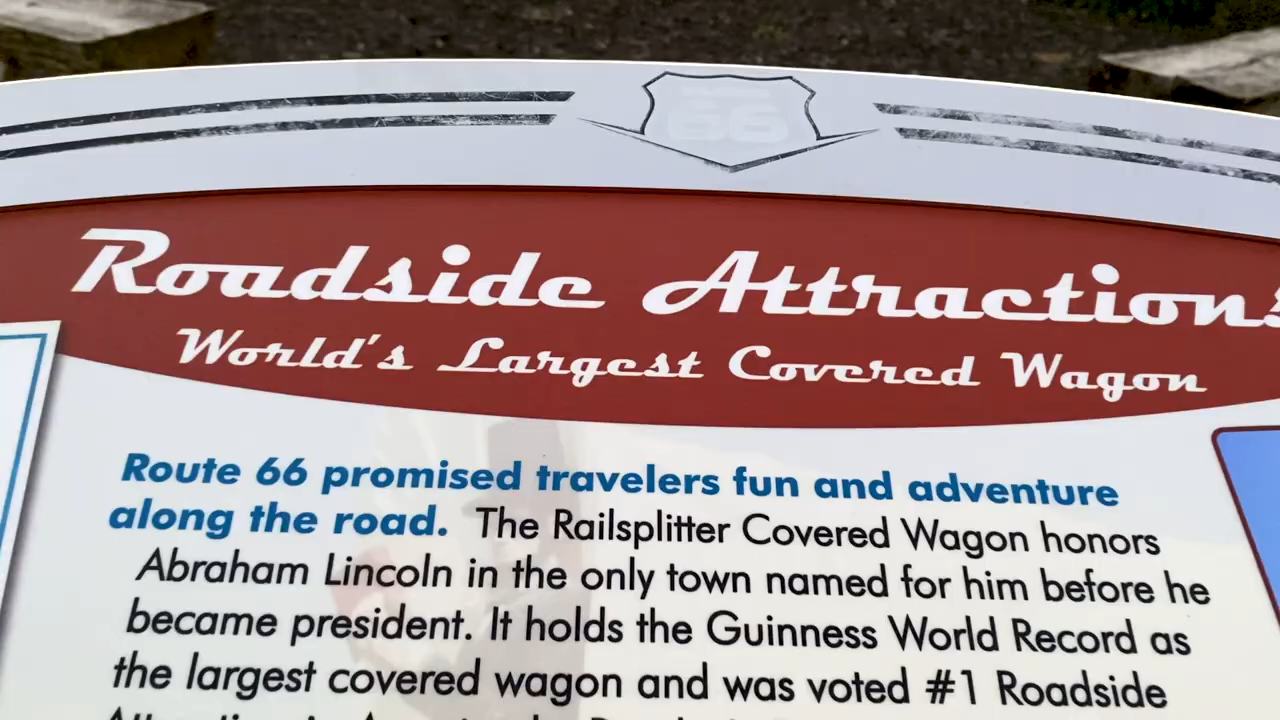 66
Roadside Attractions
World's Largest Covered Wagon
Route 66 promised travelers fun and adventure
along the road. The Railsplitter Covered Wagon honors
Abraham Lincoln in the only town named for him before he
became president. It holds the Guinness World Record as
the largest covered wagon and was voted #1 Roadside